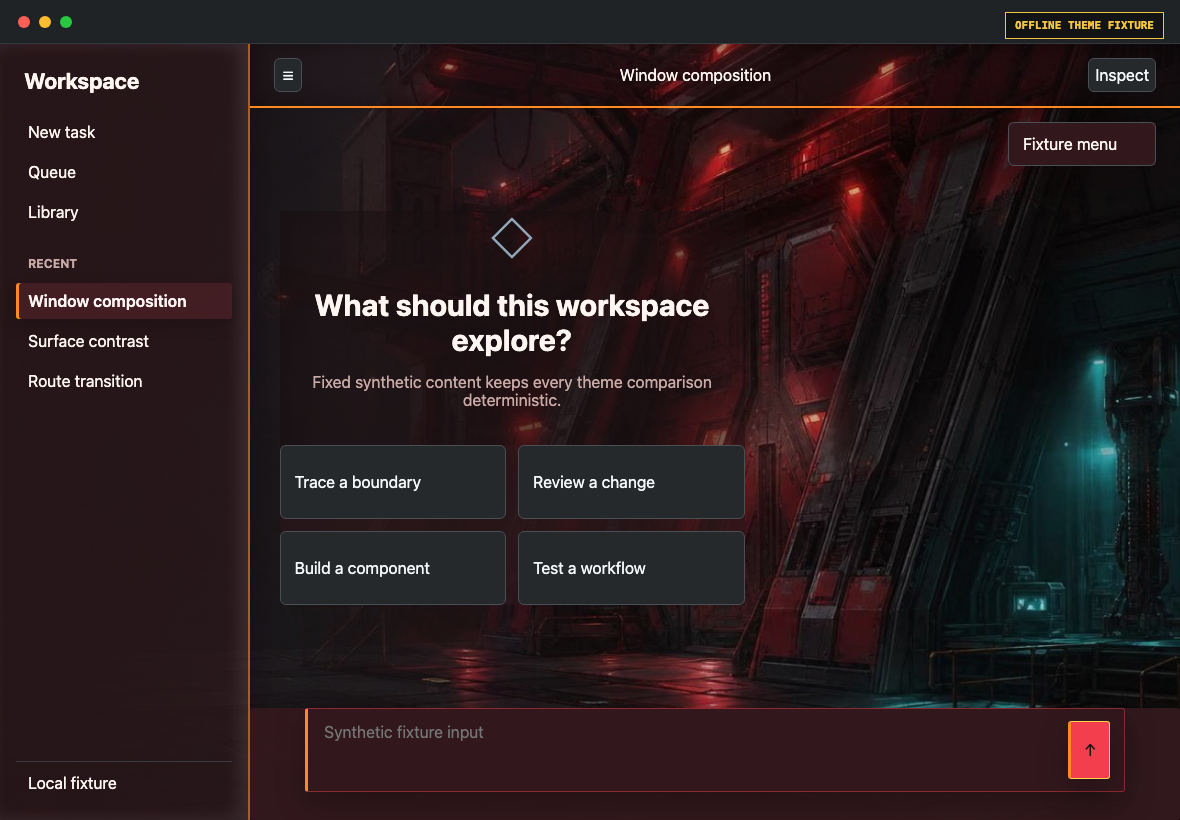 OFFLINE THEME FIXTURE
Workspace
New task
Queue
Library
RECENT
Window composition
Surface contrast
Route transition
Local fixture
Window composition
Inspect
Fixture menu
What should this workspace
explore?
Fixed synthetic content keeps every theme comparison
deterministic.
Trace a boundary
Review a change
Build a component
Test a workflow
Synthetic fixture input